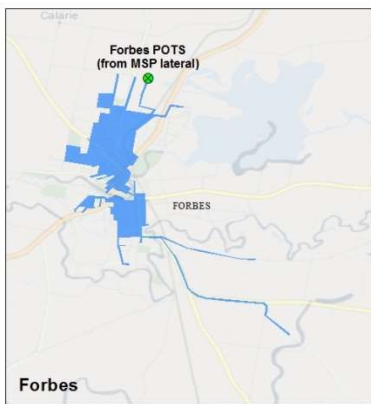 Calarie
Forbes POTS
(from MSP lateral)
FORBES
Forbes